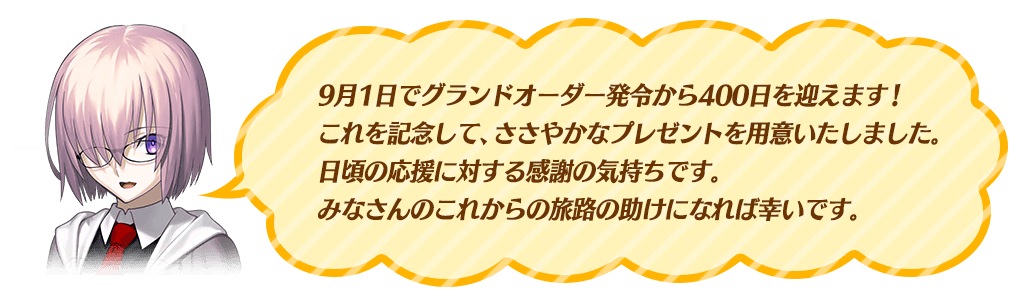 9月1日でグランドオーダー発令から400日を迎えます!
これを記念して、ささやかなプレゼントを用意いたしました。
日頃の応援に対する感謝の気持ちです。
みなさんのこれからの旅路の助けになれば幸いです。